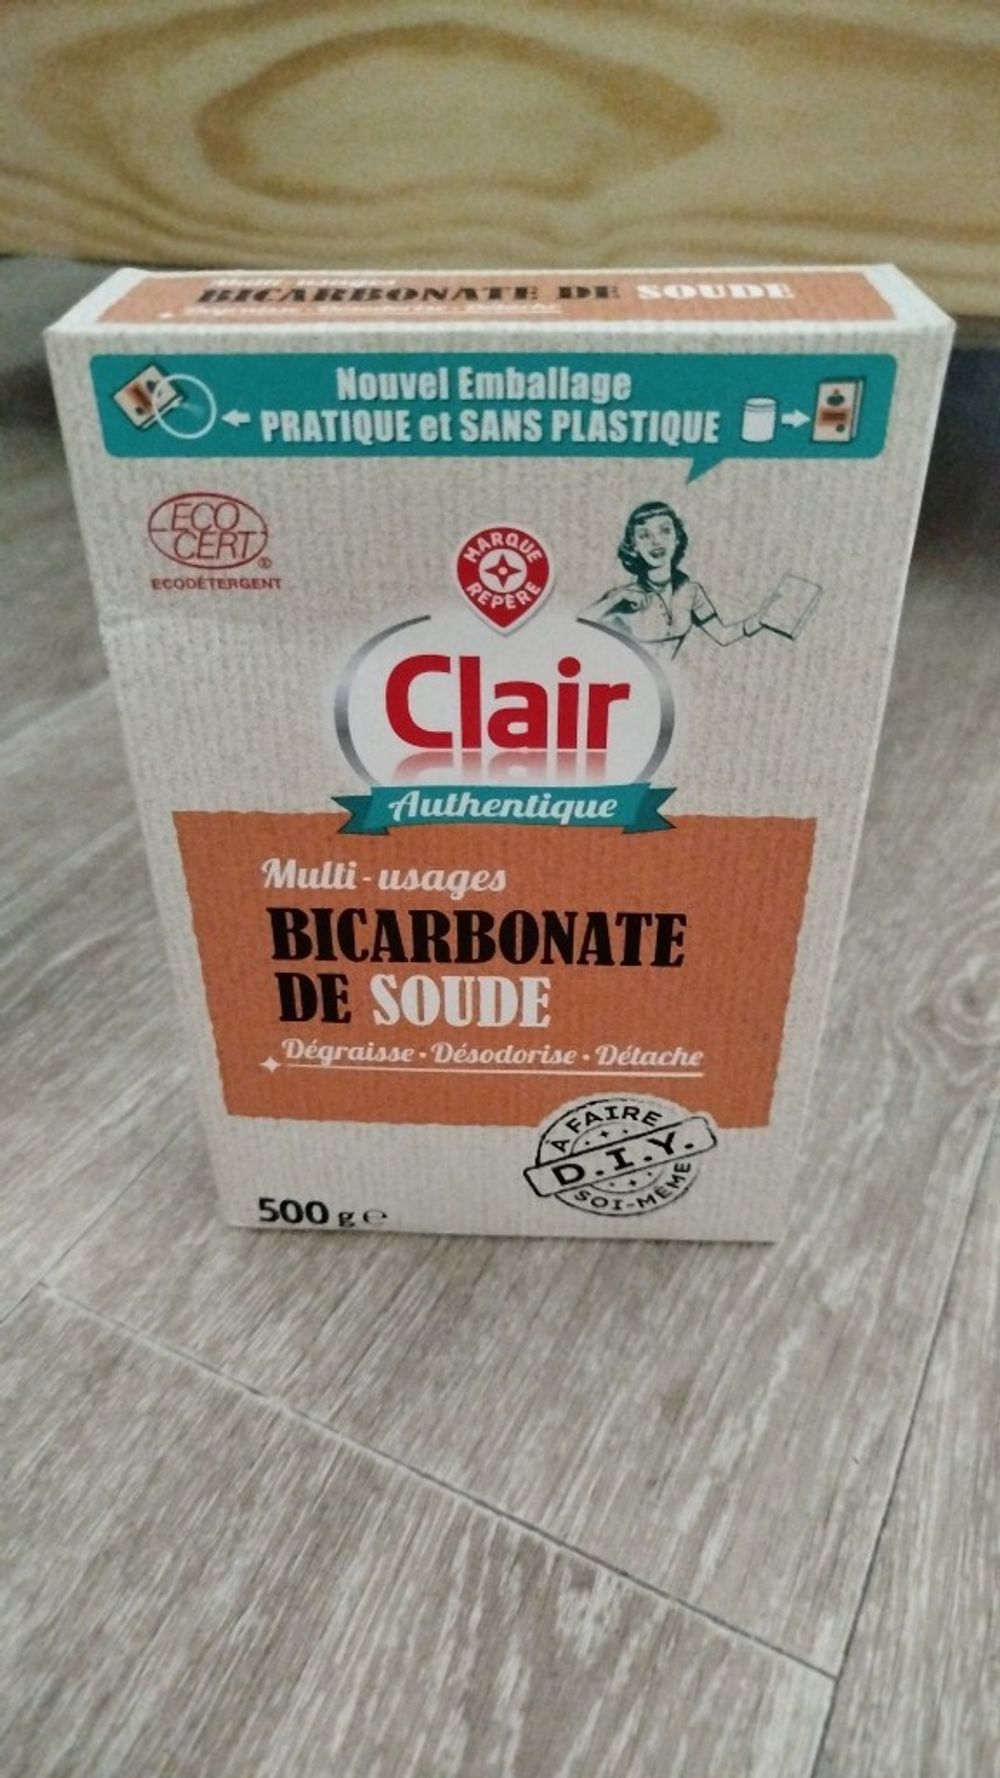 BICARBONATE DE SOUDE
Nouvel Emballage
PRATIQUE et SANS PLASTIQUE
ECO
CERT
®
ECODÉTERGENT
MARQUE
REPÈRE
Clair
Authentique
Multi-usages
BICARBONATE
DE SOUDE
Dégraisse • Désodorise • Détache
À FAIRE
D.I.Y.
SOI-MÊME
500 g ℮